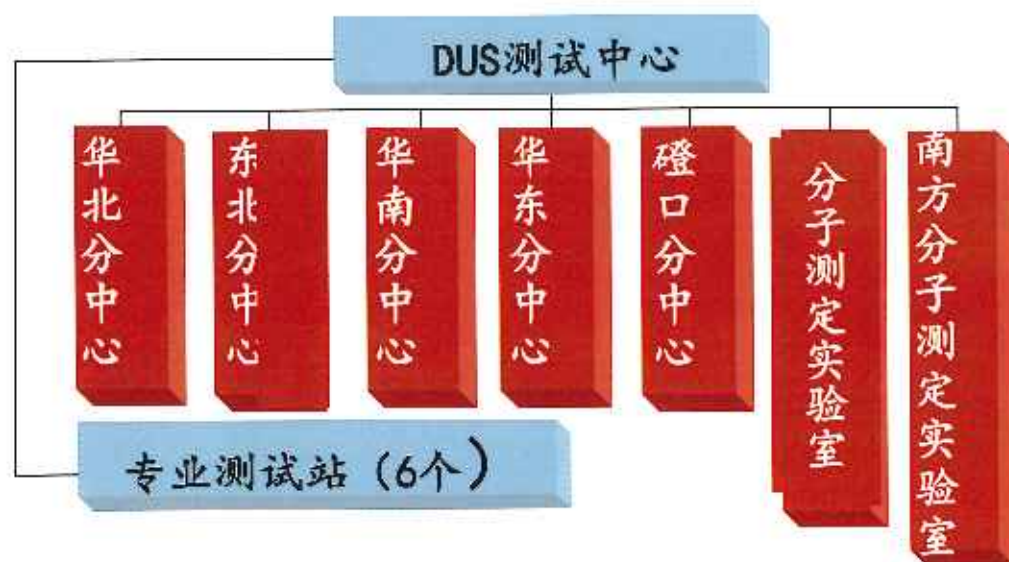 DUS测试中心
华北分中心
东北分中心
华南分中心
华东分中心
磴口分中心
分子测定实验室
南方分子测定实验室
专业测试站（6个）